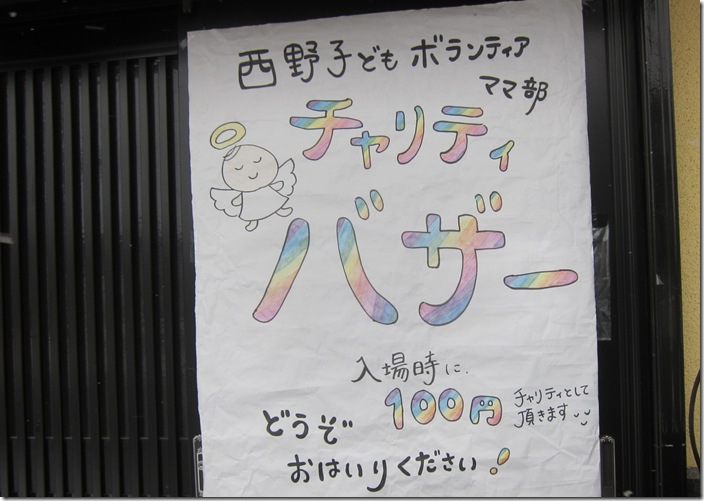 西野子どもボランティア
ママ部
チャリティ
バザー
入場時に
100円
チャリティとして
頂きます
どうぞ
おはいりください!